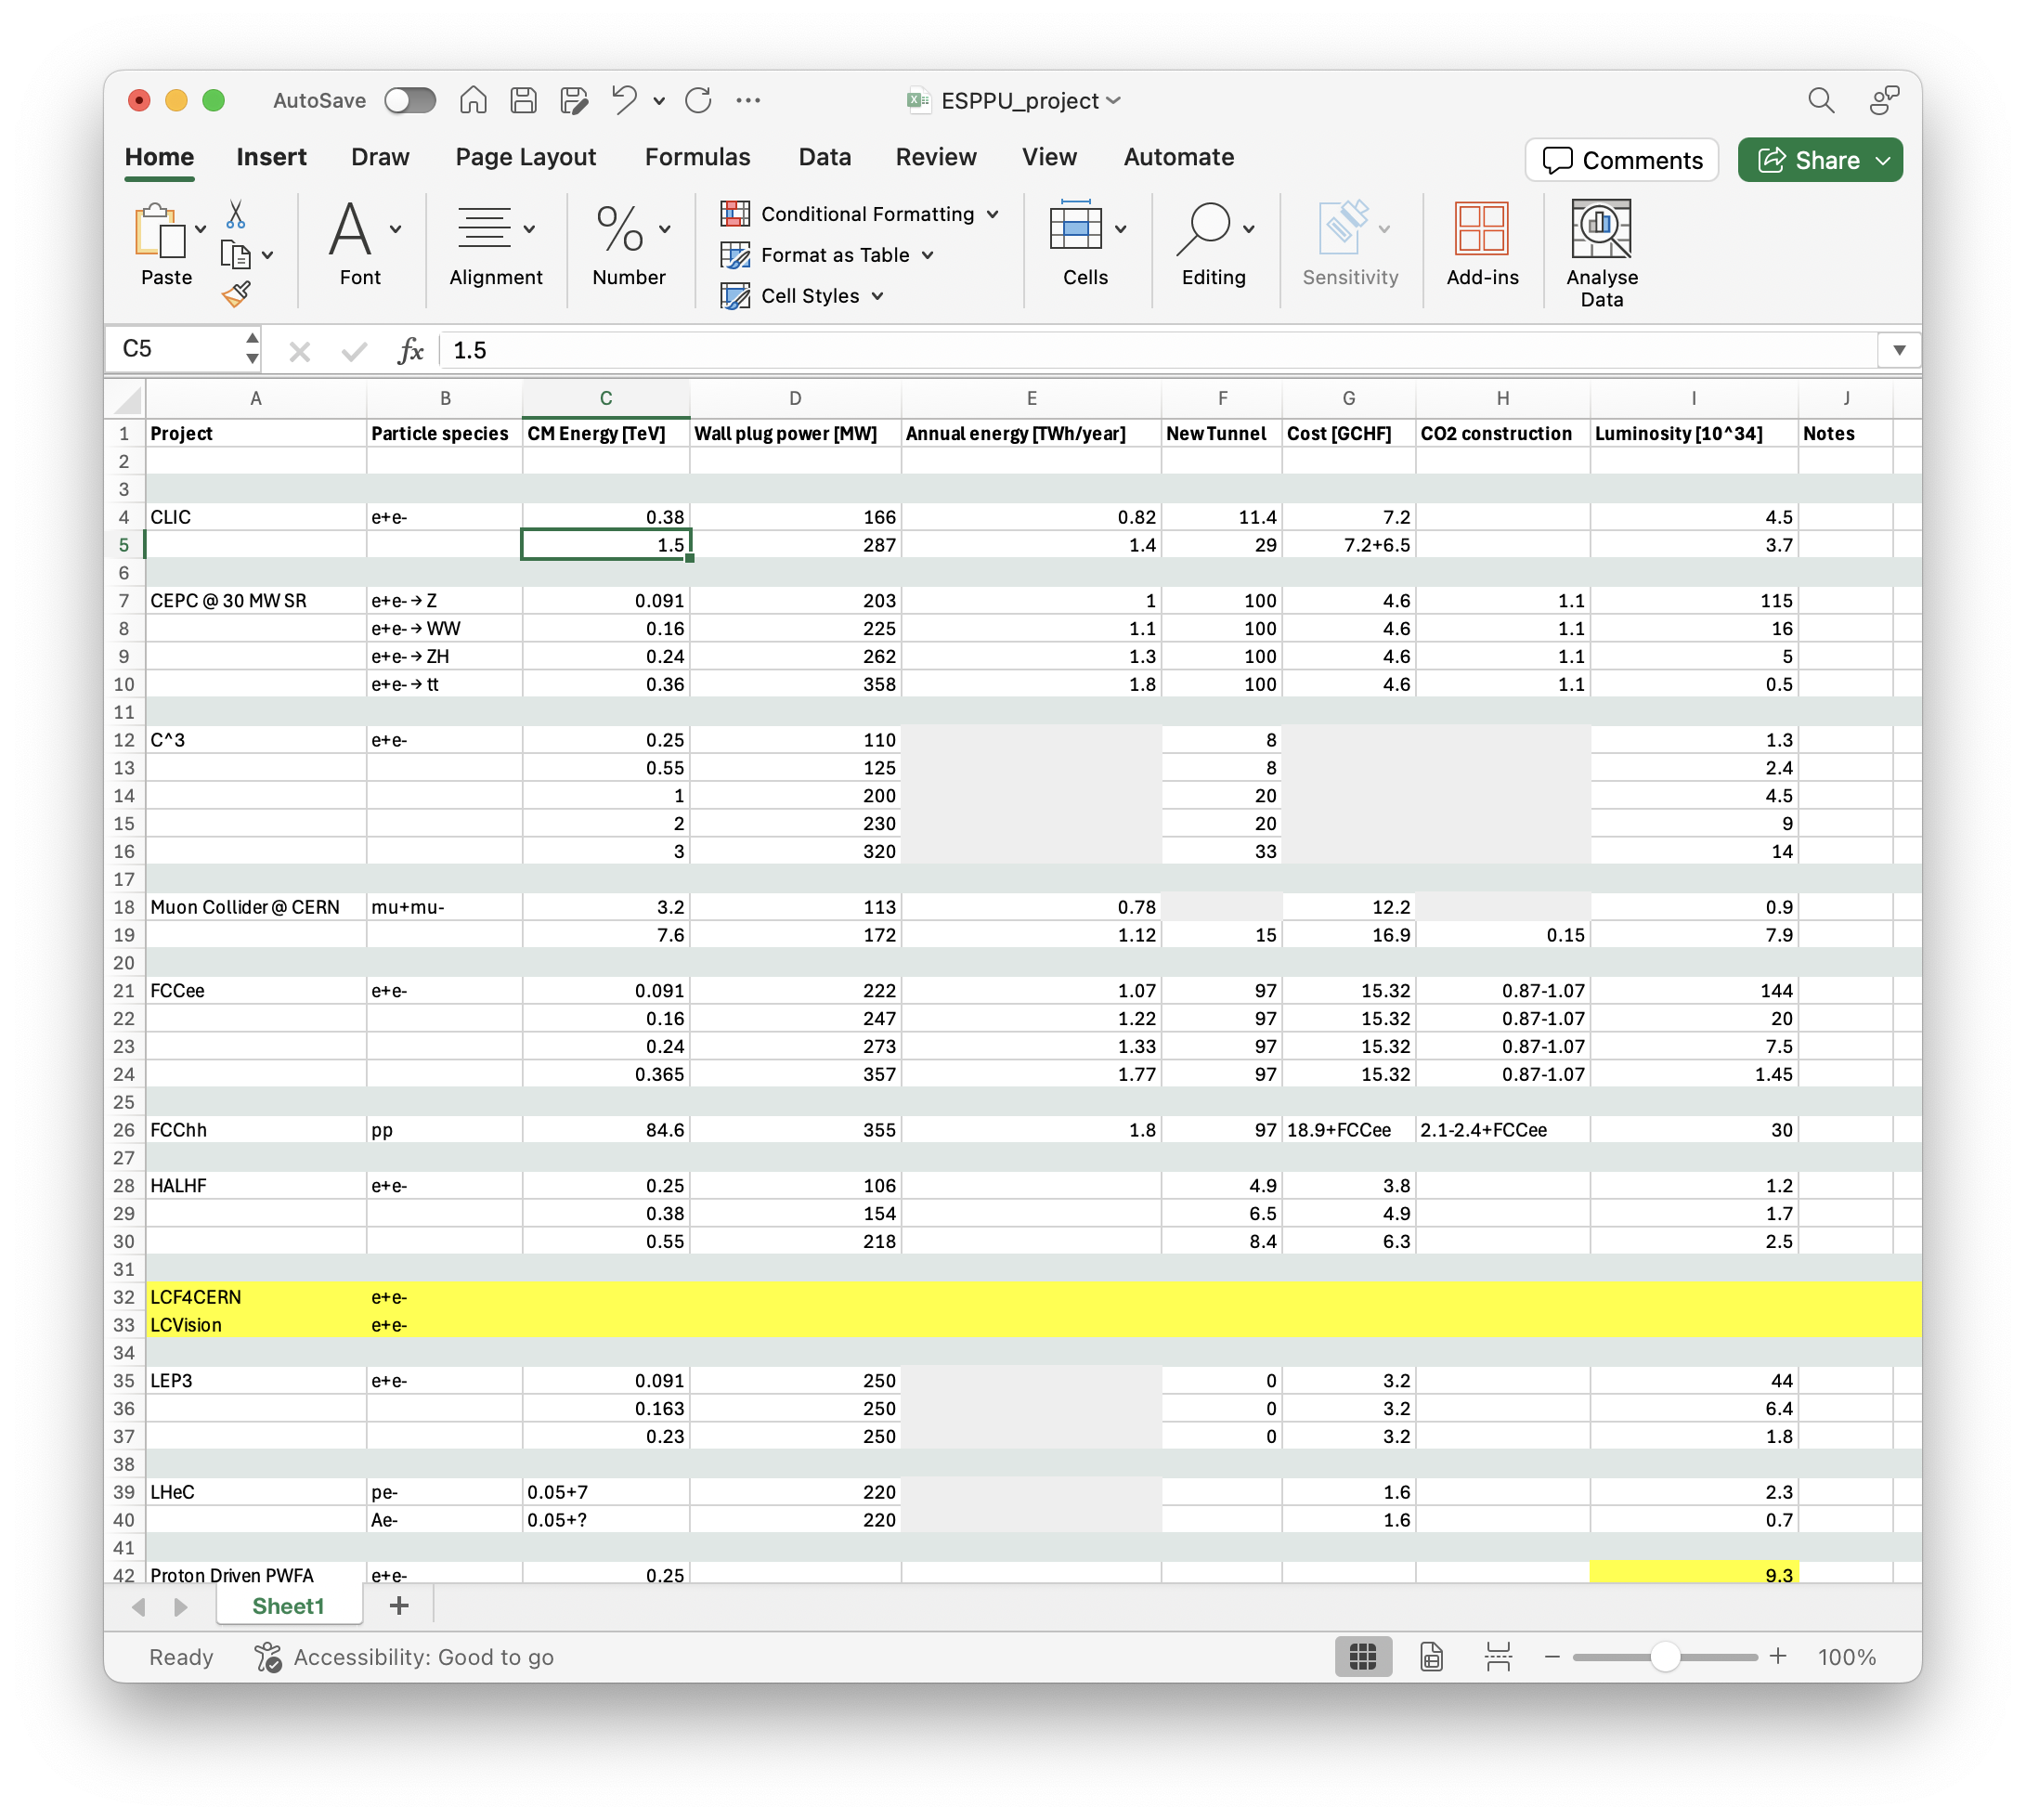 AutoSave ESPPU_project
Home Insert Draw Page Layout Formulas Data Review View Automate Comments Share
Paste Font Alignment Number Conditional Formatting Format as Table Cell Styles Cells Editing Sensitivity Add-ins Analyse Data
C5 fx 1.5
A B C D E F G H I J
1 Project Particle species CM Energy [TeV] Wall plug power [MW] Annual energy [TWh/year] New Tunnel Cost [GCHF] CO2 construction Luminosity [10^34] Notes
2
3
4 CLIC e+e- 0.38 166 0.82 11.4 7.2 4.5
5 1.5 287 1.4 29 7.2+6.5 3.7
6
7 CEPC @ 30 MW SR e+e- → Z 0.091 203 1 100 4.6 1.1 115
8 e+e- → WW 0.16 225 1.1 100 4.6 1.1 16
9 e+e- → ZH 0.24 262 1.3 100 4.6 1.1 5
10 e+e- → tt 0.36 358 1.8 100 4.6 1.1 0.5
11
12 C^3 e+e- 0.25 110 8 1.3
13 0.55 125 8 2.4
14 1 200 20 4.5
15 2 230 20 9
16 3 320 33 14
17
18 Muon Collider @ CERN mu+mu- 3.2 113 0.78 12.2 0.9
19 7.6 172 1.12 15 16.9 0.15 7.9
20
21 FCCee e+e- 0.091 222 1.07 97 15.32 0.87-1.07 144
22 0.16 247 1.22 97 15.32 0.87-1.07 20
23 0.24 273 1.33 97 15.32 0.87-1.07 7.5
24 0.365 357 1.77 97 15.32 0.87-1.07 1.45
25
26 FCChh pp 84.6 355 1.8 97 18.9+FCCee 2.1-2.4+FCCee 30
27
28 HALHF e+e- 0.25 106 4.9 3.8 1.2
29 0.38 154 6.5 4.9 1.7
30 0.55 218 8.4 6.3 2.5
31
32 LCF4CERN e+e-
33 LCVision e+e-
34
35 LEP3 e+e- 0.091 250 0 3.2 44
36 0.163 250 0 3.2 6.4
37 0.23 250 0 3.2 1.8
38
39 LHeC pe- 0.05+7 220 1.6 2.3
40 Ae- 0.05+? 220 1.6 0.7
41
42 Proton Driven PWFA e+e- 0.25 9.3
Sheet1
Ready Accessibility: Good to go 100%